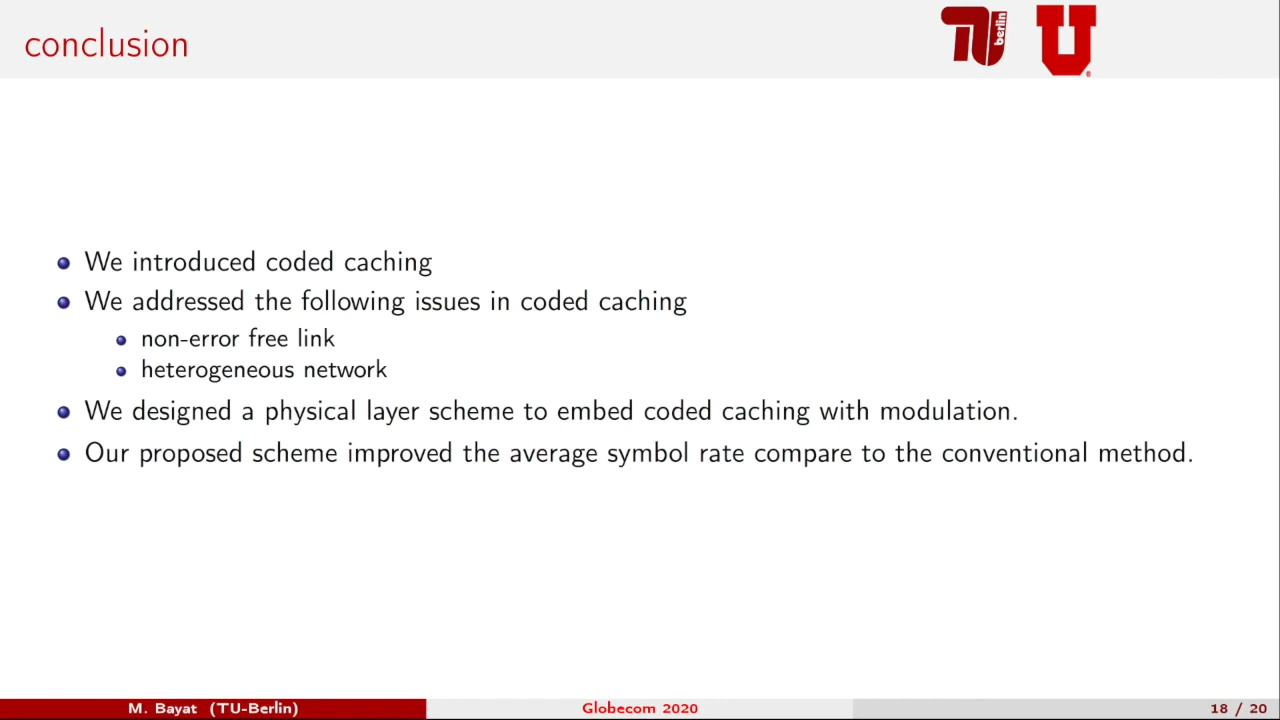 conclusion
berlin
U
We introduced coded caching
We addressed the following issues in coded caching
non-error free link
heterogeneous network
We designed a physical layer scheme to embed coded caching with modulation.
Our proposed scheme improved the average symbol rate compare to the conventional method.
M. Bayat (TU-Berlin)
Globecom 2020
18 / 20